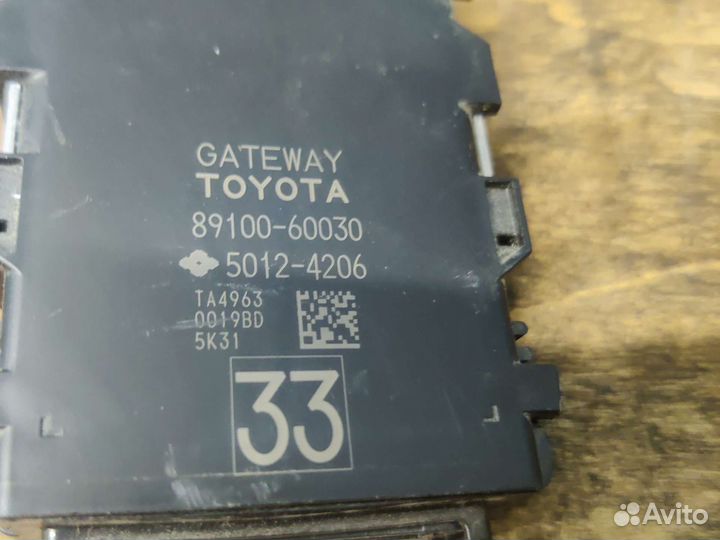 GATEWAY
TOYOTA
89100-60030
5012-4206
TA4963
0019BD
5K31
33
Avito